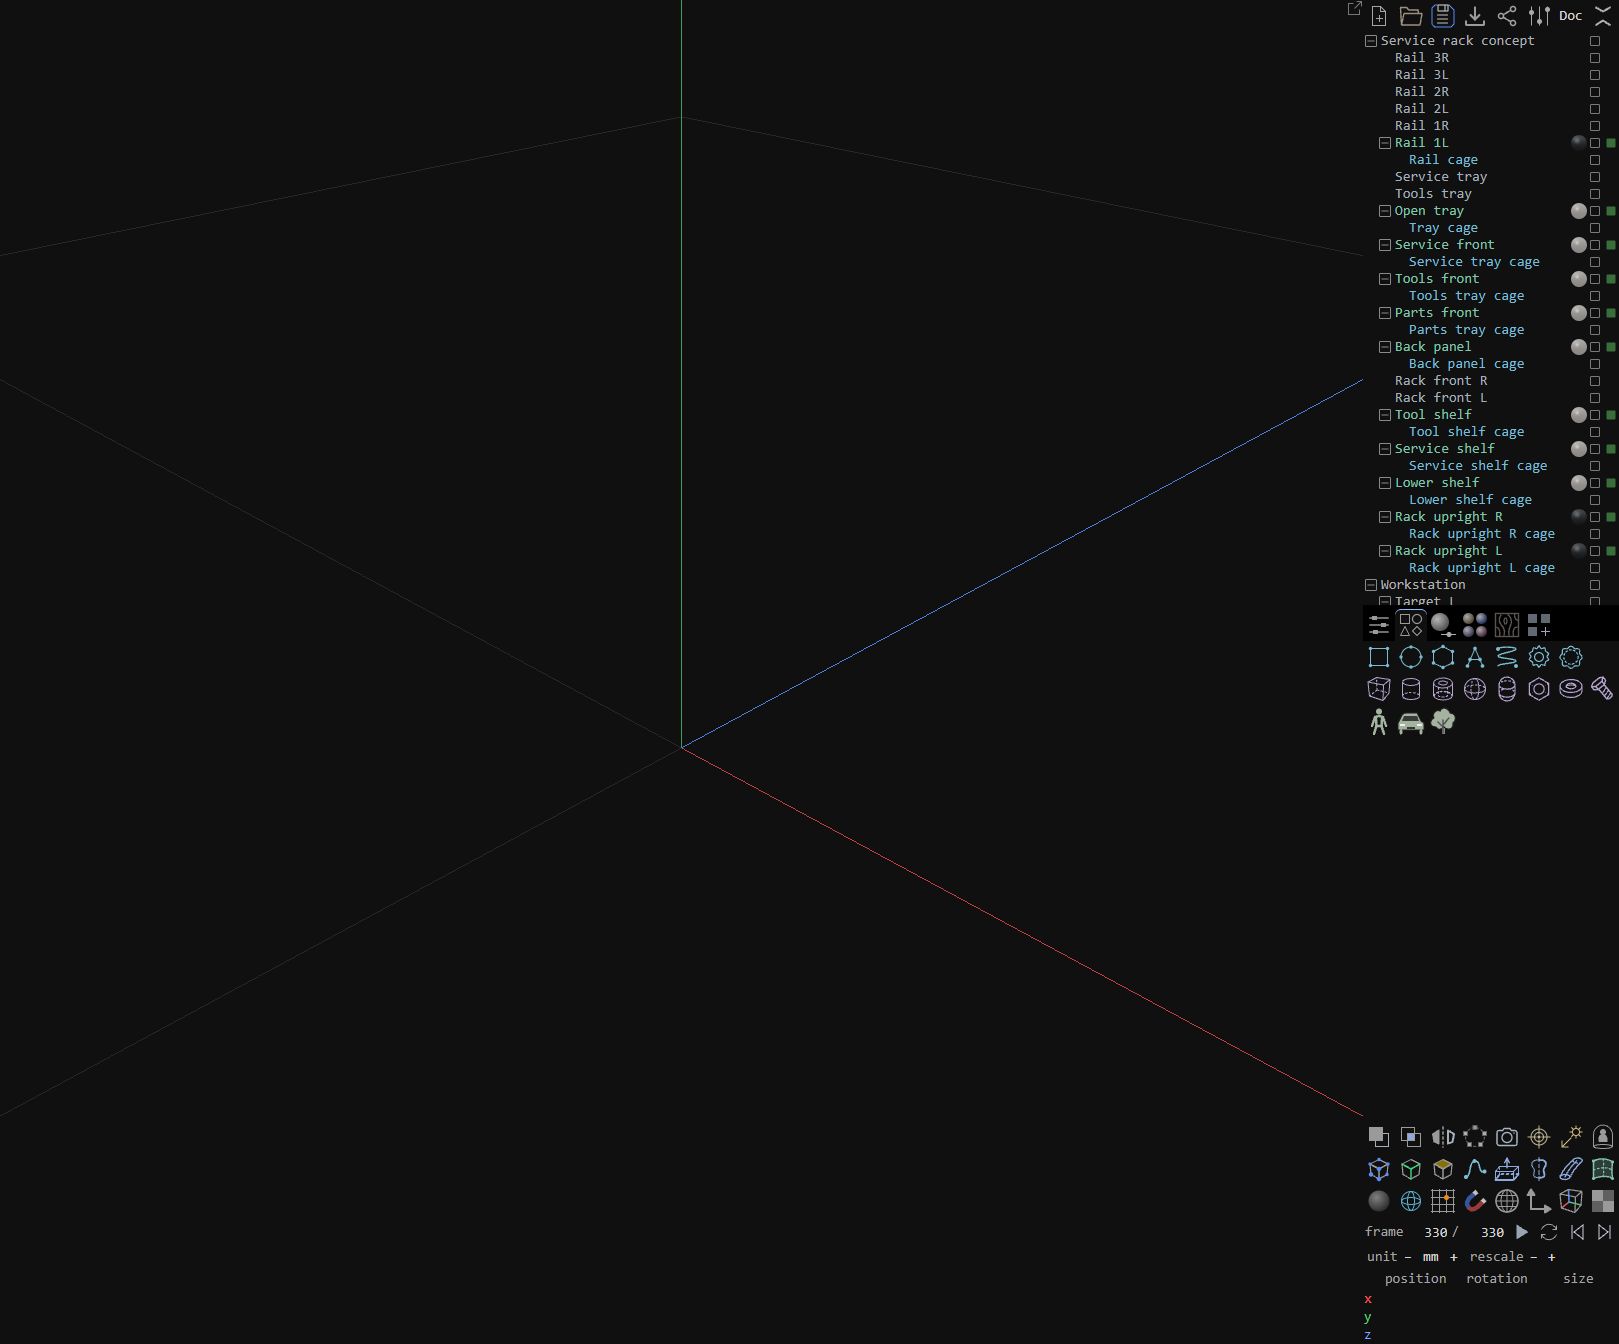 Doc
Service rack concept
Rail 3R
Rail 3L
Rail 2R
Rail 2L
Rail 1R
Rail 1L
Rail cage
Service tray
Tools tray
Open tray
Tray cage
Service front
Service tray cage
Tools front
Tools tray cage
Parts front
Parts tray cage
Back panel
Back panel cage
Rack front R
Rack front L
Tool shelf
Tool shelf cage
Service shelf
Service shelf cage
Lower shelf
Lower shelf cage
Rack upright R
Rack upright R cage
Rack upright L
Rack upright L cage
Workstation
Target L
frame 330 / 330
unit - mm + rescale - +
position rotation size
x
y
z